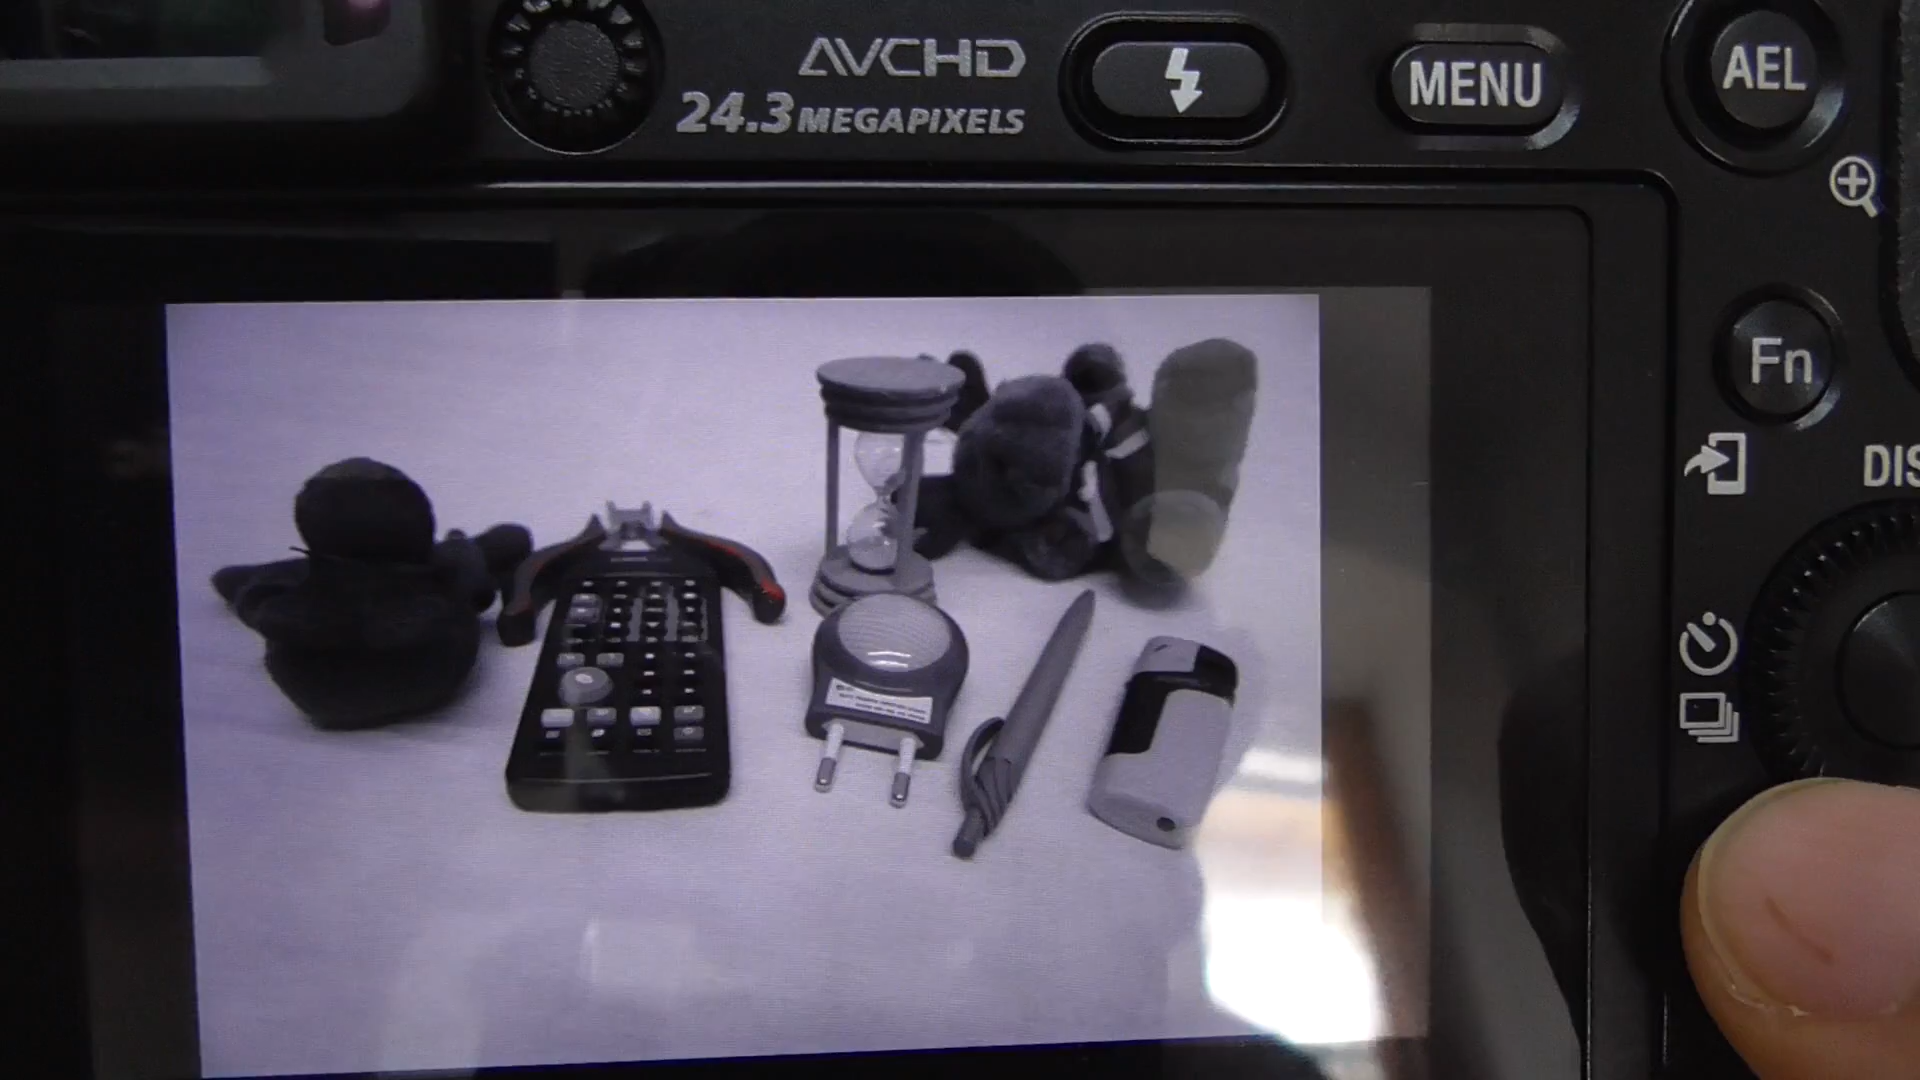 AVCHD
24.3 MEGAPIXELS
MENU
AEL
Fn
DIS